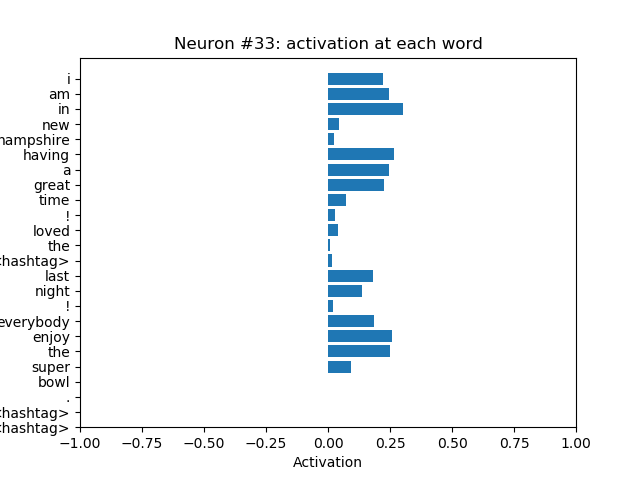 Neuron #33: activation at each word
i
am
in
new
hampshire
having
a
great
time
!
loved
the
<hashtag>
last
night
!
everybody
enjoy
the
super
bowl
.
<hashtag>
<hashtag>
−1.00 −0.75 −0.50 −0.25 0.00 0.25 0.50 0.75 1.00
Activation